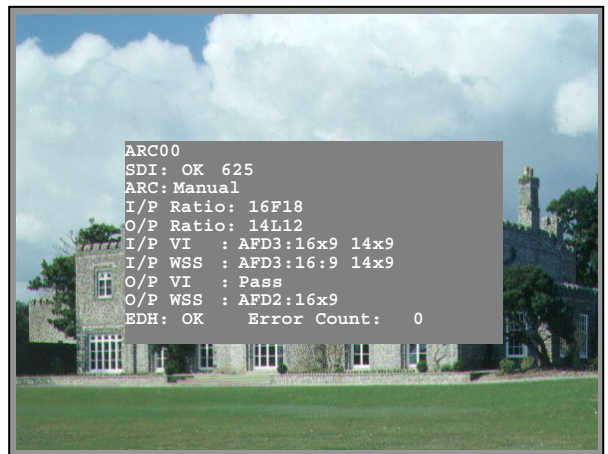 ARC00
SDI: OK 625
ARC: Manual
I/P Ratio: 16F18
O/P Ratio: 14L12
I/P VI : AFD3:16x9 14x9
I/P WSS : AFD3:16:9 14x9
O/P VI : Pass
O/P WSS : AFD2:16x9
EDH: OK Error Count: 0